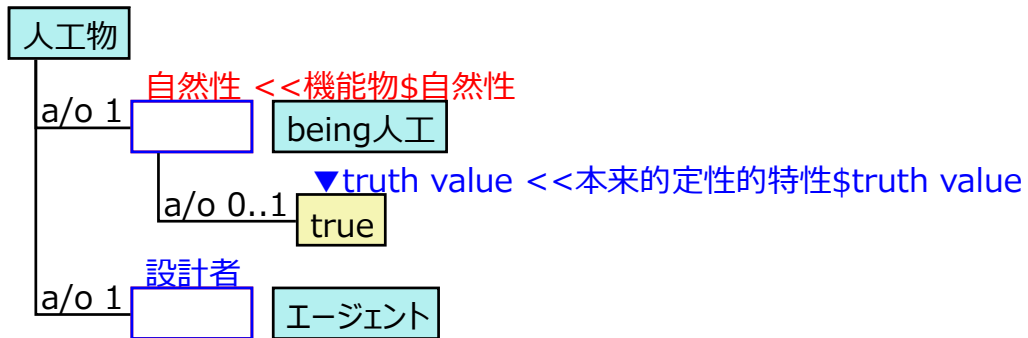 人工物
自然性 <<機能物$自然性
a/o 1
being人工
▼truth value <<本来的定性的特性$truth value
a/o 0..1
true
設計者
a/o 1
エージェント